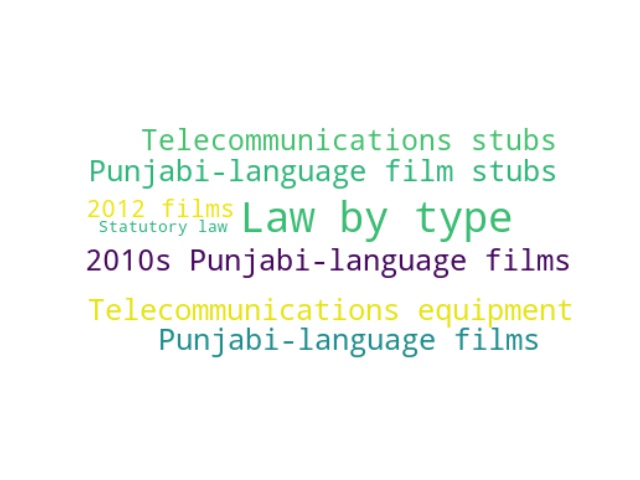 Telecommunications stubs
Punjabi-language film stubs
2012 films
Law by type
Statutory law
2010s Punjabi-language films
Telecommunications equipment
Punjabi-language films